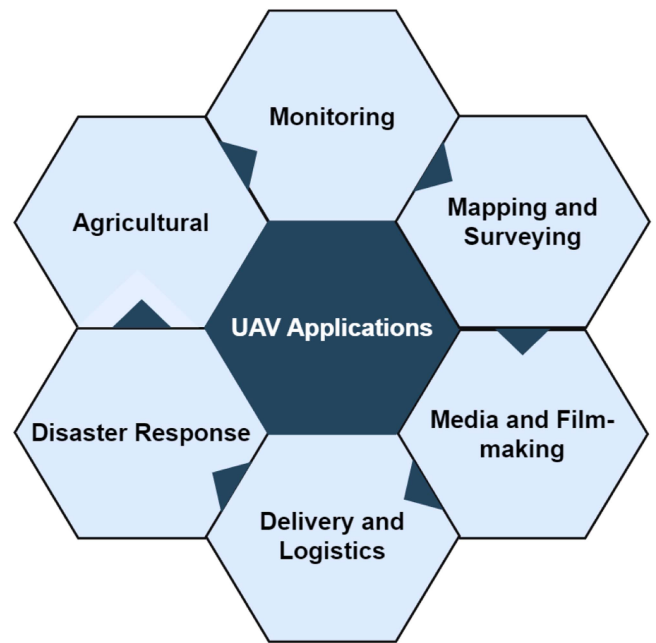 Monitoring
Mapping and
Surveying
Agricultural
UAV Applications
Media and Film-
making
Disaster Response
Delivery and
Logistics